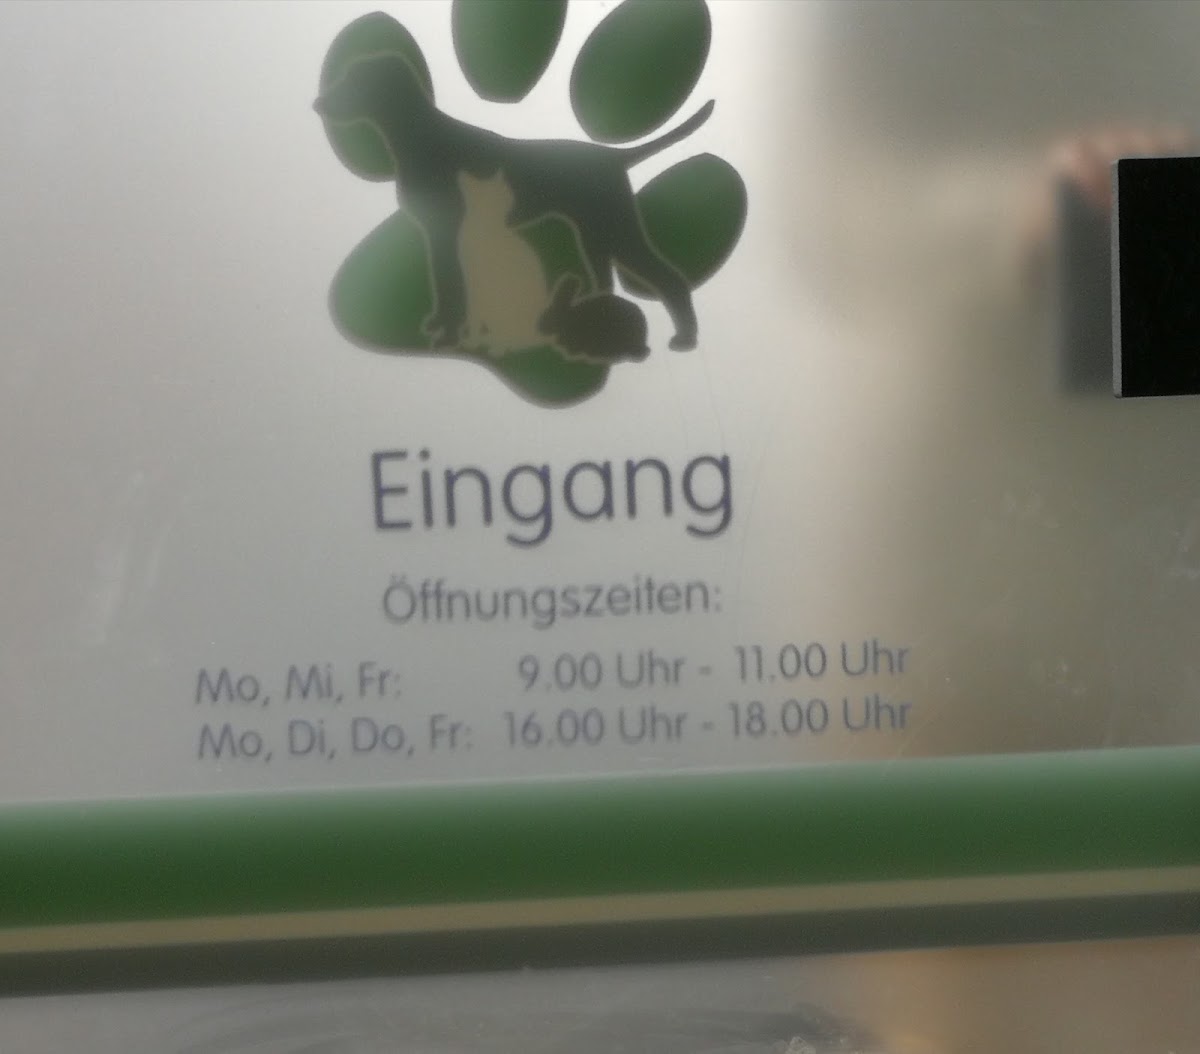 Eingang
Öffnungszeiten:
Mo, Mi, Fr: 9.00 Uhr - 11.00 Uhr
Mo, Di, Do, Fr: 16.00 Uhr - 18.00 Uhr